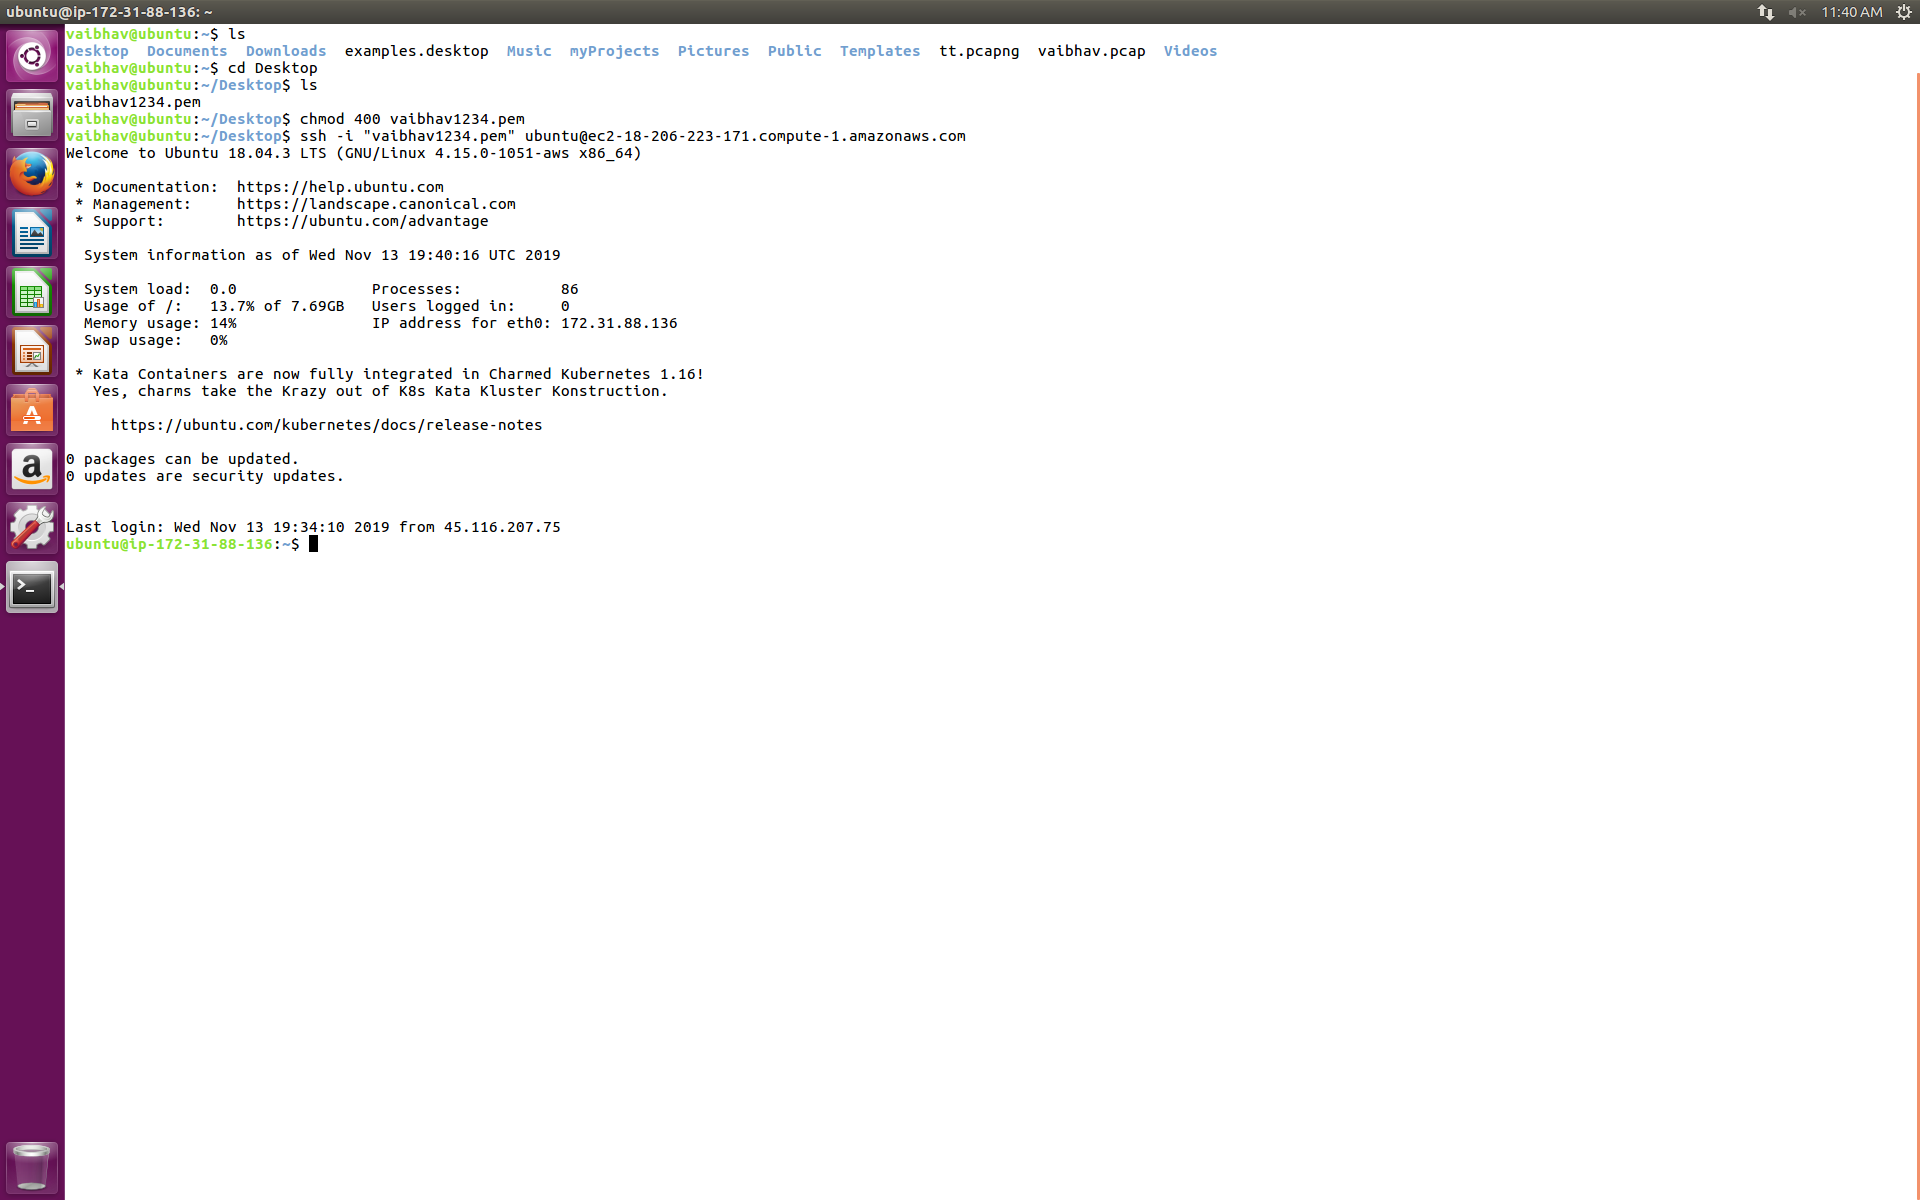 ubuntu@ip-172-31-88-136: ~ 11:40 AM
vaibhav@ubuntu:~$ ls
Desktop  Documents  Downloads  examples.desktop  Music  myProjects  Pictures  Public  Templates  tt.pcapng  vaibhav.pcap  Videos
vaibhav@ubuntu:~$ cd Desktop
vaibhav@ubuntu:~/Desktop$ ls
vaibhav1234.pem
vaibhav@ubuntu:~/Desktop$ chmod 400 vaibhav1234.pem
vaibhav@ubuntu:~/Desktop$ ssh -i "vaibhav1234.pem" ubuntu@ec2-18-206-223-171.compute-1.amazonaws.com
Welcome to Ubuntu 18.04.3 LTS (GNU/Linux 4.15.0-1051-aws x86_64)
 * Documentation:  https://help.ubuntu.com
 * Management:     https://landscape.canonical.com
 * Support:        https://ubuntu.com/advantage
  System information as of Wed Nov 13 19:40:16 UTC 2019
  System load:  0.0               Processes:           86
  Usage of /:   13.7% of 7.69GB   Users logged in:     0
  Memory usage: 14%               IP address for eth0: 172.31.88.136
  Swap usage:   0%
 * Kata Containers are now fully integrated in Charmed Kubernetes 1.16!
   Yes, charms take the Krazy out of K8s Kata Kluster Konstruction.
     https://ubuntu.com/kubernetes/docs/release-notes
0 packages can be updated.
0 updates are security updates.
Last login: Wed Nov 13 19:34:10 2019 from 45.116.207.75
ubuntu@ip-172-31-88-136:~$